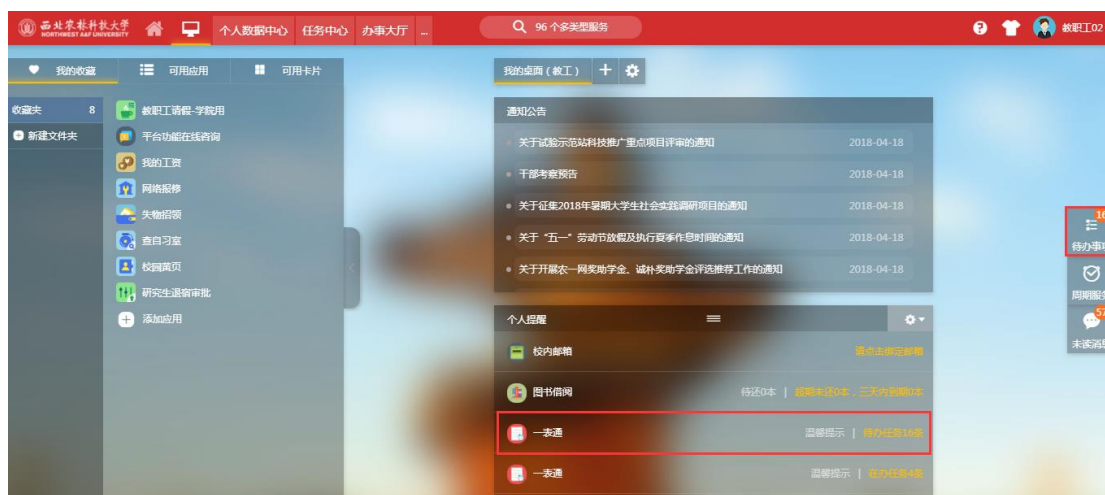 西北农林科技大学
NORTHWEST A&F UNIVERSITY
个人数据中心 任务中心 办事大厅 ...
96 个多类型服务
教职工02
我的收藏 可用应用 可用卡片
收藏夹 8
新建文件夹
教职工请假-学院用
平台功能在线咨询
我的工资
网络报修
失物招领
查自习室
校园黄页
研究生退宿审批
添加应用
我的桌面（教工）
通知公告
关于试验示范站科技推广重点项目评审的通知 2018-04-18
干部考察预告 2018-04-18
关于征集2018年暑期大学生社会实践调研项目的通知 2018-04-18
关于“五一”劳动节放假及执行夏季作息时间的通知 2018-04-18
关于开展农一网奖助学金、诚朴奖助学金评选推荐工作的通知 2018-04-18
个人提醒
校内邮箱 请点击绑定邮箱
图书借阅 待还0本 | 超期未还0本，三天内到期0本
一表通 温馨提示 | 待办任务16条
一表通 温馨提示 | 在办任务4条
16
待办事项
周期服务
57
未读消息